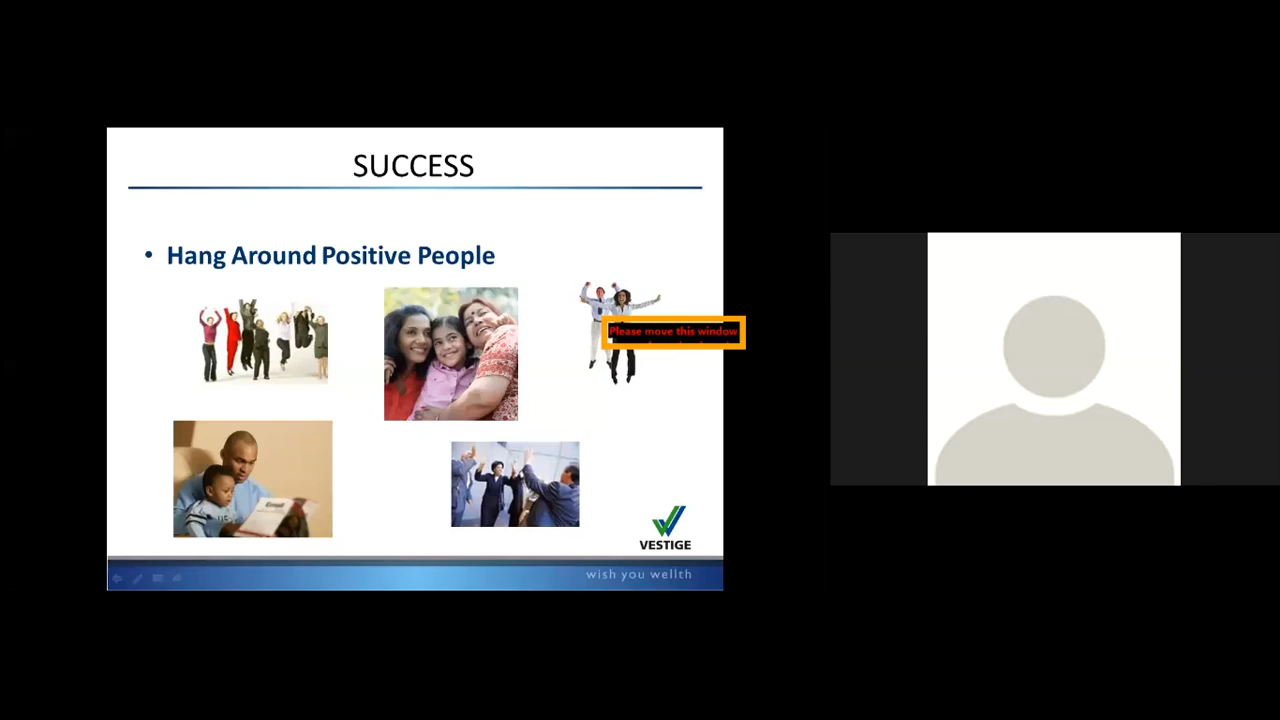 SUCCESS
• Hang Around Positive People
Please move this window
VESTIGE
wish you wellth